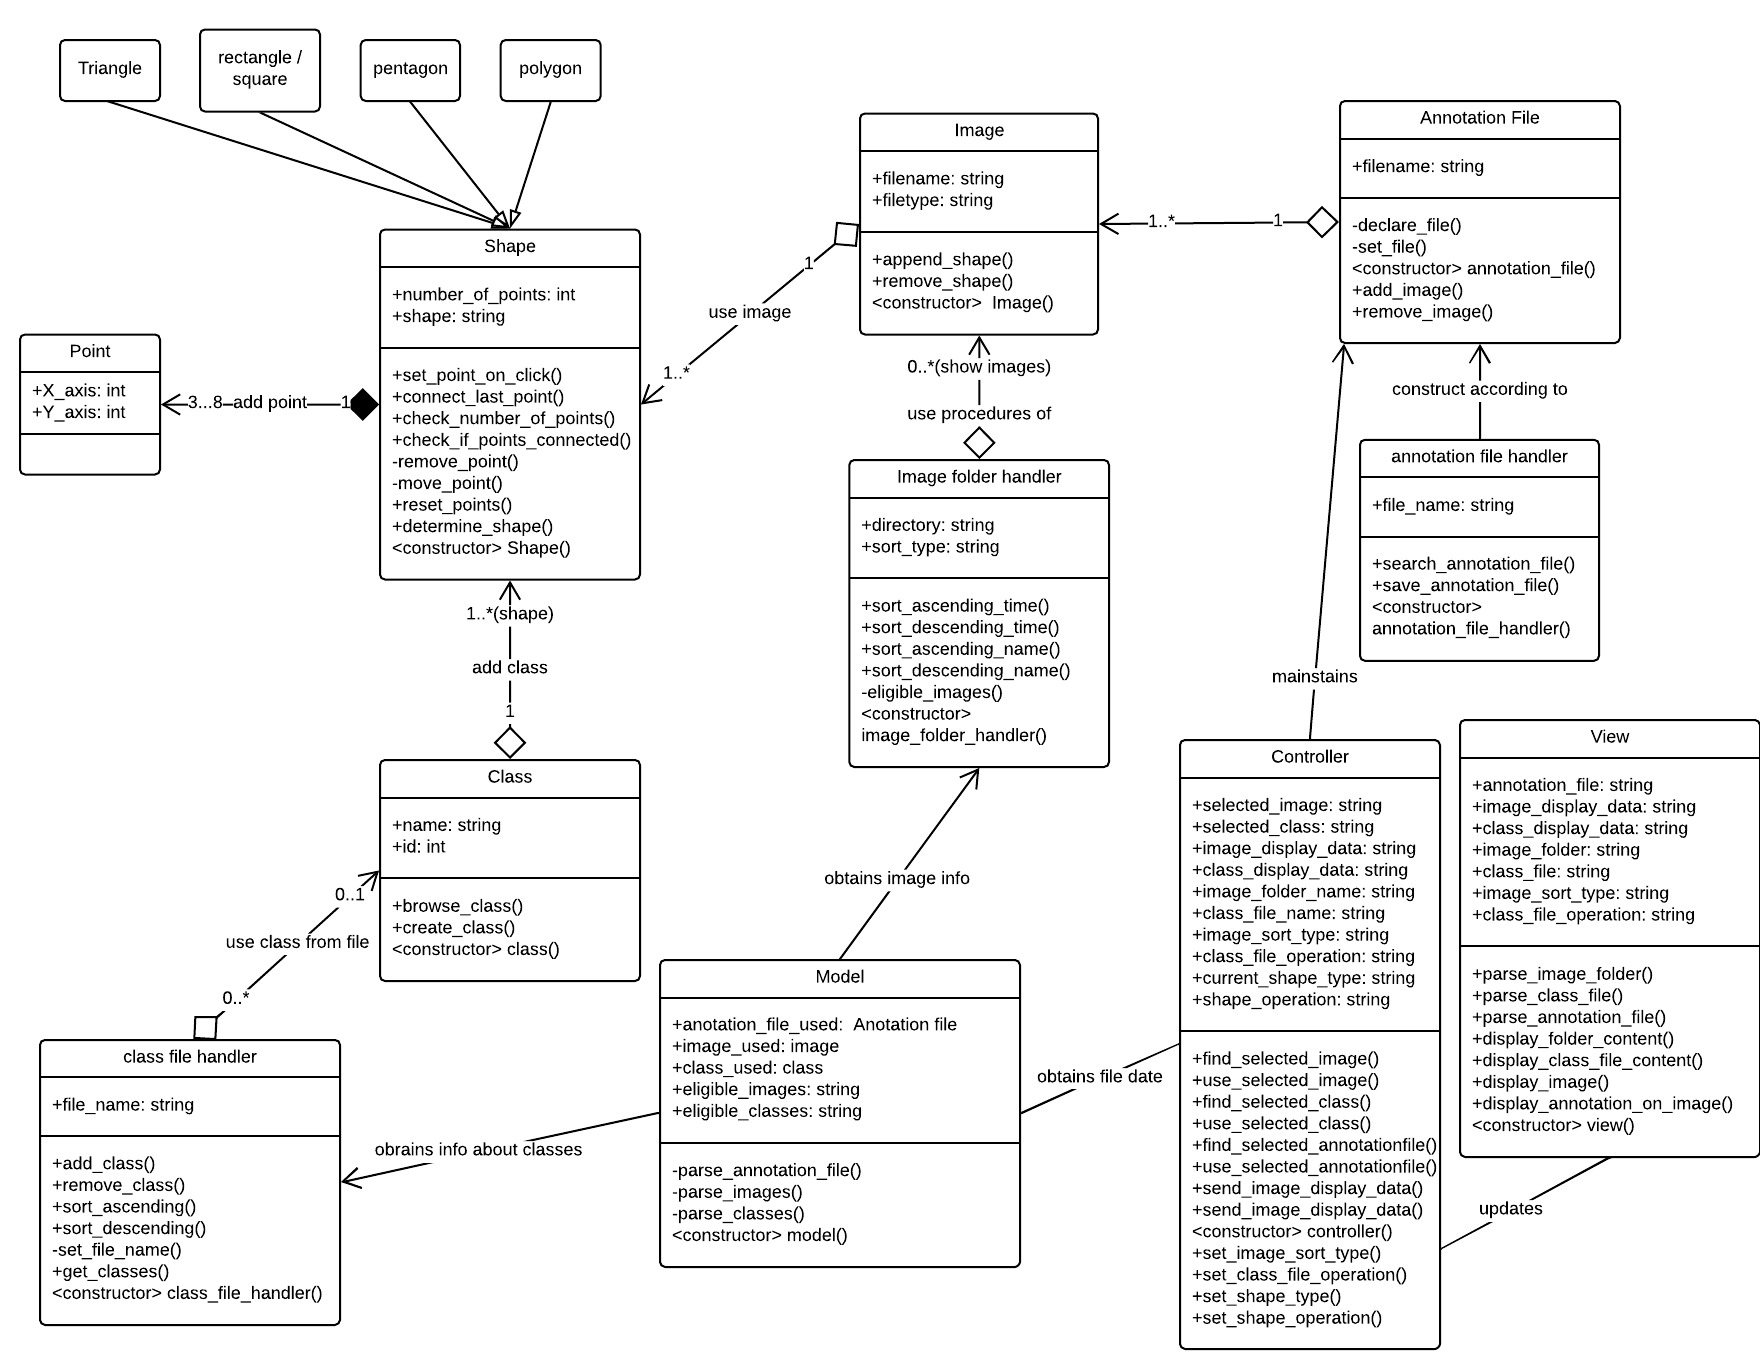 Triangle
rectangle /
square
pentagon
polygon
Shape
+number_of_points: int
+shape: string
+set_point_on_click()
+connect_last_point()
+check_number_of_points()
+check_if_points_connected()
-remove_point()
-move_point()
+reset_points()
+determine_shape()
<constructor> Shape()
Point
+X_axis: int
+Y_axis: int
3...8
add point
1
Image
+filename: string
+filetype: string
+append_shape()
+remove_shape()
<constructor>  Image()
1
use image
1..*
Annotation File
+filename: string
-declare_file()
-set_file()
<constructor> annotation_file()
+add_image()
+remove_image()
1..*
1
0..*(show images)
use procedures of
construct according to
Image folder handler
+directory: string
+sort_type: string
+sort_ascending_time()
+sort_descending_time()
+sort_ascending_name()
+sort_descending_name()
-eligible_images()
<constructor>
image_folder_handler()
annotation file handler
+file_name: string
+search_annotation_file()
+save_annotation_file()
<constructor>
annotation_file_handler()
1..*(shape)
add class
1
Class
+name: string
+id: int
+browse_class()
+create_class()
<constructor> class()
0..1
use class from file
0..*
class file handler
+file_name: string
+add_class()
+remove_class()
+sort_ascending()
+sort_descending()
-set_file_name()
+get_classes()
<constructor> class_file_handler()
obrains info about classes
obtains image info
Model
+anotation_file_used:  Anotation file
+image_used: image
+class_used: class
+eligible_images: string
+eligible_classes: string
-parse_annotation_file()
-parse_images()
-parse_classes()
<constructor> model()
obtains file date
mainstains
Controller
+selected_image: string
+selected_class: string
+image_display_data: string
+class_display_data: string
+image_folder_name: string
+class_file_name: string
+image_sort_type: string
+class_file_operation: string
+current_shape_type: string
+shape_operation: string
+find_selected_image()
+use_selected_image()
+find_selected_class()
+use_selected_class()
+find_selected_annotationfile()
+use_selected_annotationfile()
+send_image_display_data()
+send_image_display_data()
<constructor> controller()
+set_image_sort_type()
+set_class_file_operation()
+set_shape_type()
+set_shape_operation()
View
+annotation_file: string
+image_display_data: string
+class_display_data: string
+image_folder: string
+class_file: string
+image_sort_type: string
+class_file_operation: string
+parse_image_folder()
+parse_class_file()
+parse_annotation_file()
+display_folder_content()
+display_class_file_content()
+display_image()
+display_annotation_on_image()
<constructor> view()
updates